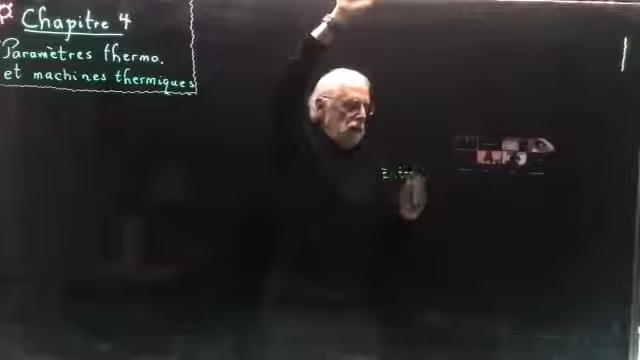 Chapitre 4
Paramètres thermo.
et machines thermiques